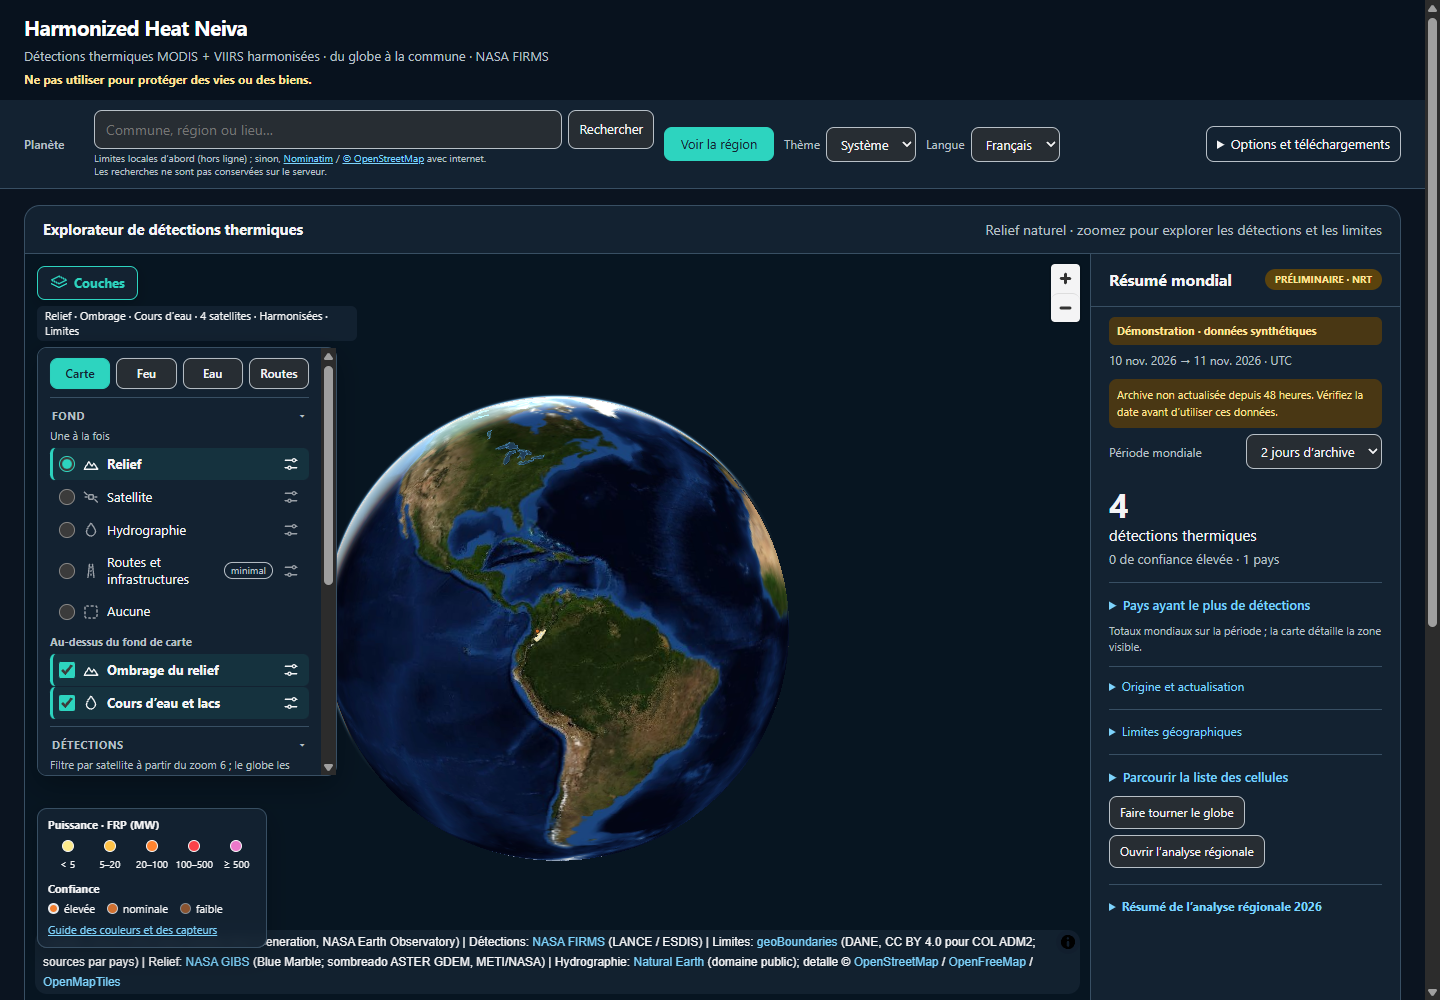 Harmonized Heat Neiva
Détections thermiques MODIS + VIIRS harmonisées · du globe à la commune · NASA FIRMS
Ne pas utiliser pour protéger des vies ou des biens.
Planète
Commune, région ou lieu...
Rechercher
Voir la région
Thème
Système
Langue
Français
Options et téléchargements
Limites locales d'abord (hors ligne) ; sinon, Nominatim / © OpenStreetMap avec internet.
Les recherches ne sont pas conservées sur le serveur.
Explorateur de détections thermiques
Relief naturel · zoomez pour explorer les détections et les limites
Couches
Relief · Ombrage · Cours d'eau · 4 satellites · Harmonisées ·
Limites
Carte
Feu
Eau
Routes
FOND
Une à la fois
Relief
Satellite
Hydrographie
Routes et
infrastructures
minimal
Aucune
Au-dessus du fond de carte
Ombrage du relief
Cours d'eau et lacs
DÉTECTIONS
Filtre par satellite à partir du zoom 6 ; le globe les
Puissance · FRP (MW)
< 5
5–20
20–100
100–500
≥ 500
Confiance
élevée
nominale
faible
Guide des couleurs et des capteurs
eneration, NASA Earth Observatory) | Détections: NASA FIRMS (LANCE / ESDIS) | Limites: geoBoundaries (DANE, CC BY 4.0 pour COL ADM2;
sources par pays) | Relief: NASA GIBS (Blue Marble; sombreado ASTER GDEM, METI/NASA) | Hydrographie: Natural Earth (domaine public); detalle © OpenStreetMap / OpenFreeMap /
OpenMapTiles
Résumé mondial
PRÉLIMINAIRE · NRT
Démonstration · données synthétiques
10 nov. 2026 → 11 nov. 2026 · UTC
Archive non actualisée depuis 48 heures. Vérifiez la
date avant d'utiliser ces données.
Période mondiale
2 jours d'archive
4
détections thermiques
0 de confiance élevée · 1 pays
Pays ayant le plus de détections
Totaux mondiaux sur la période ; la carte détaille la zone
visible.
Origine et actualisation
Limites géographiques
Parcourir la liste des cellules
Faire tourner le globe
Ouvrir l'analyse régionale
Résumé de l'analyse régionale 2026